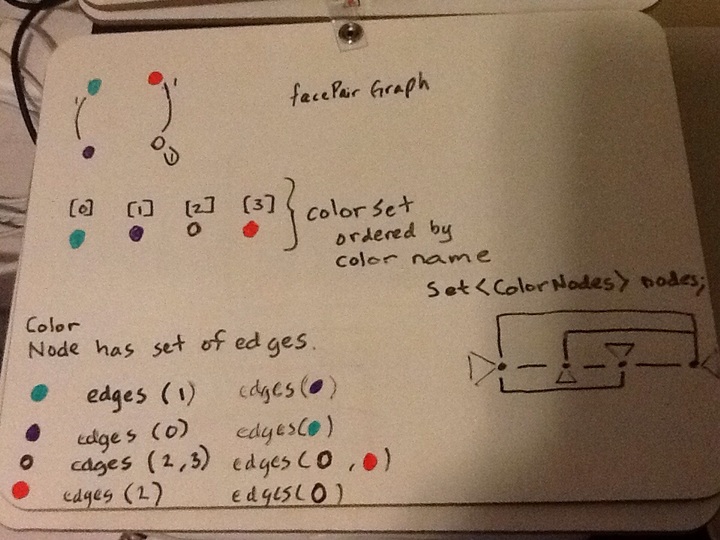 facePair Graph
1 1
1
[0] [1] [2] [3]
color set
ordered by
color name
Set<ColorNodes> nodes;
Color
Node has set of edges.
edges (1) edges( )
edges (0) edges( )
edges (2,3) edges( , )
edges (2) edges( )